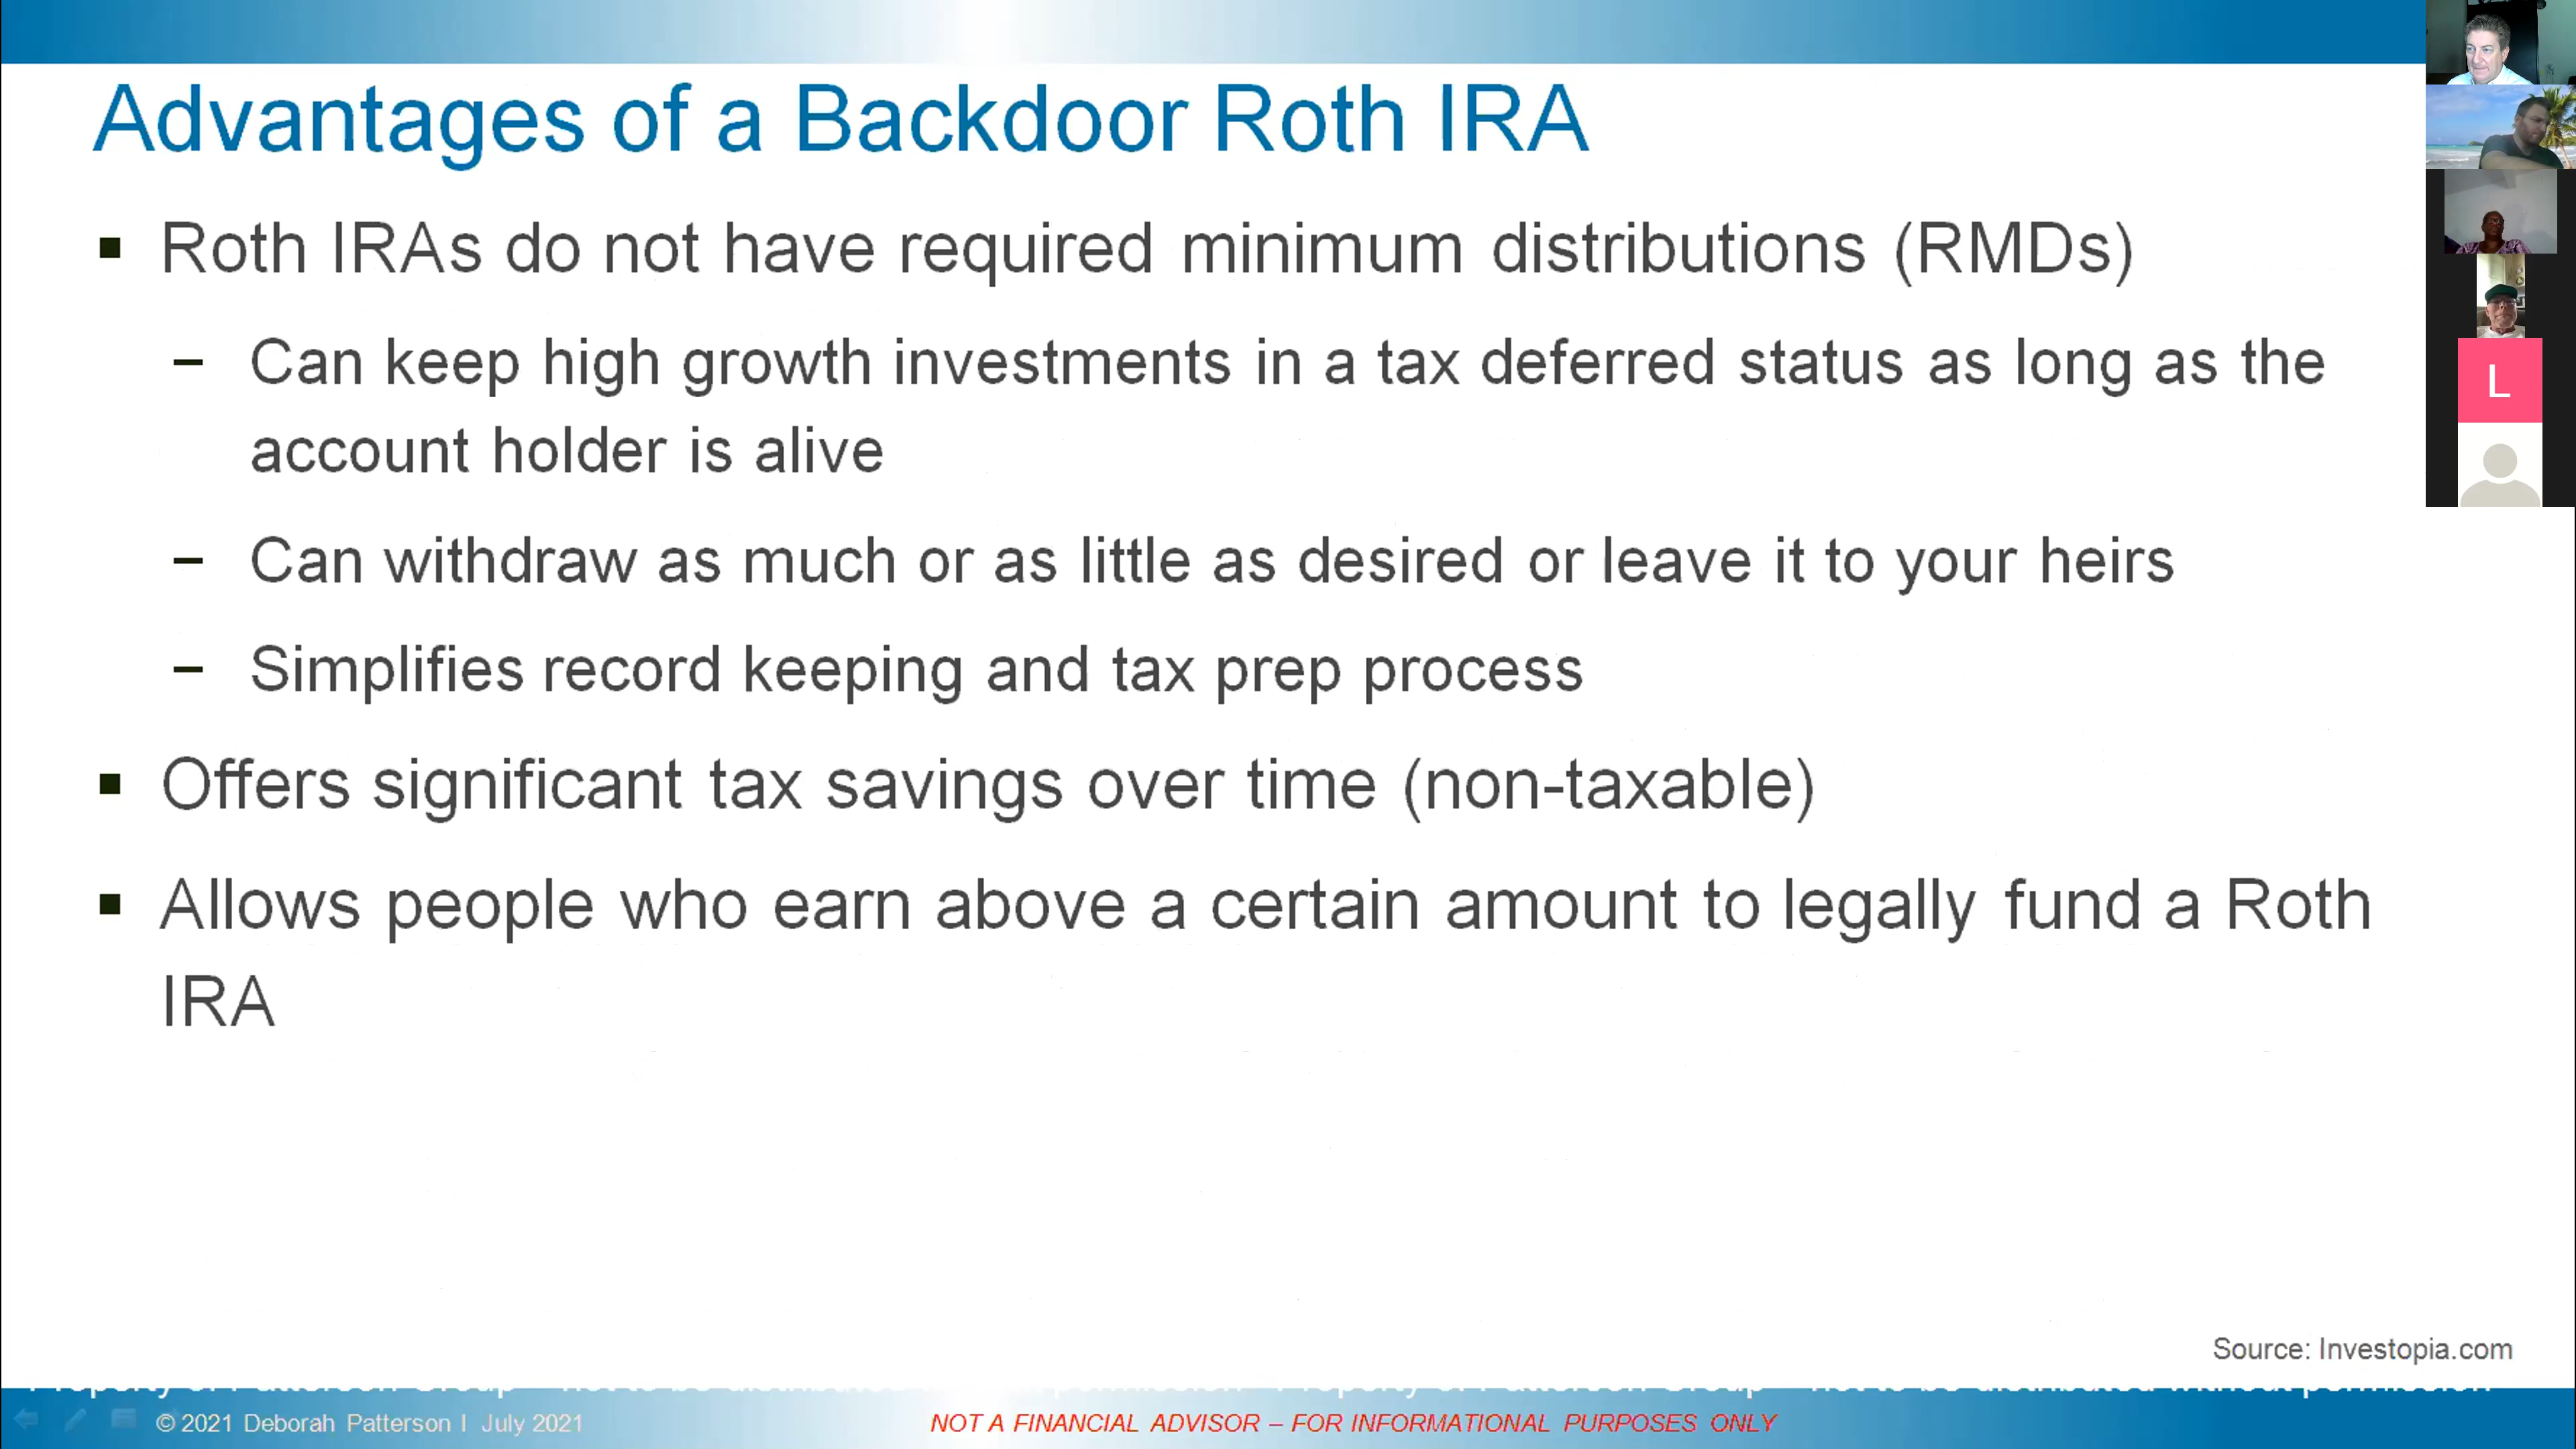 Advantages of a Backdoor Roth IRA
▪ Roth IRAs do not have required minimum distributions (RMDs)
– Can keep high growth investments in a tax deferred status as long as the
account holder is alive
– Can withdraw as much or as little as desired or leave it to your heirs
– Simplifies record keeping and tax prep process
▪ Offers significant tax savings over time (non-taxable)
▪ Allows people who earn above a certain amount to legally fund a Roth
IRA
L
Source: Investopia.com
© 2021 Deborah Patterson I July 2021
NOT A FINANCIAL ADVISOR – FOR INFORMATIONAL PURPOSES ONLY